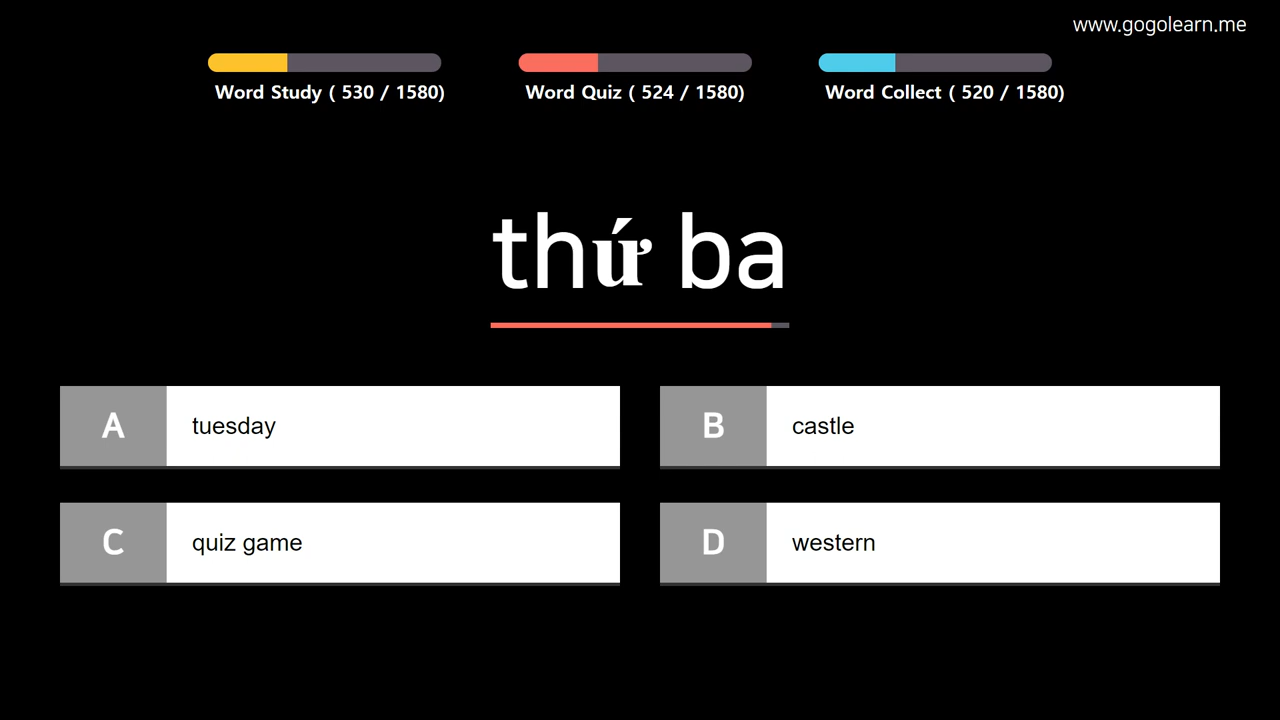 www.gogolearn.me
Word Study ( 530 / 1580)
Word Quiz ( 524 / 1580)
Word Collect ( 520 / 1580)
thứ ba
A
tuesday
B
castle
C
quiz game
D
western